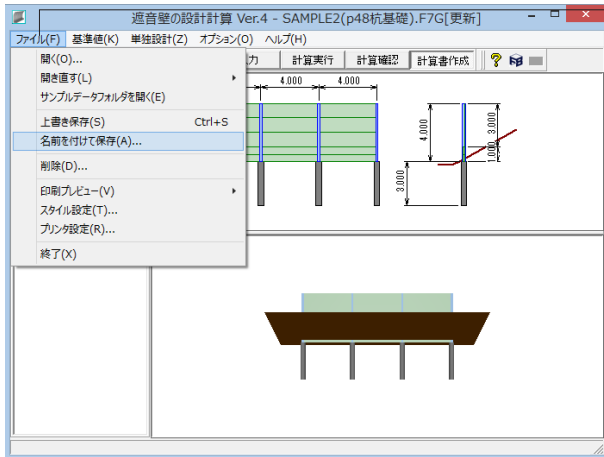 遮音壁の設計計算 Ver.4 - SAMPLE2(p48杭基礎).F7G[更新]
ファイル(F) 基準値(K) 単独設計(Z) オプション(O) ヘルプ(H)
力 計算実行 計算確認 計算書作成
開く(O)...
開き直す(L)
サンプルデータフォルダを開く(E)
上書き保存(S) Ctrl+S
名前を付けて保存(A)...
削除(D)...
印刷プレビュー(V)
スタイル設定(T)...
プリンタ設定(R)...
終了(X)
4.000 4.000
4.000
3.000
1.000
3.000